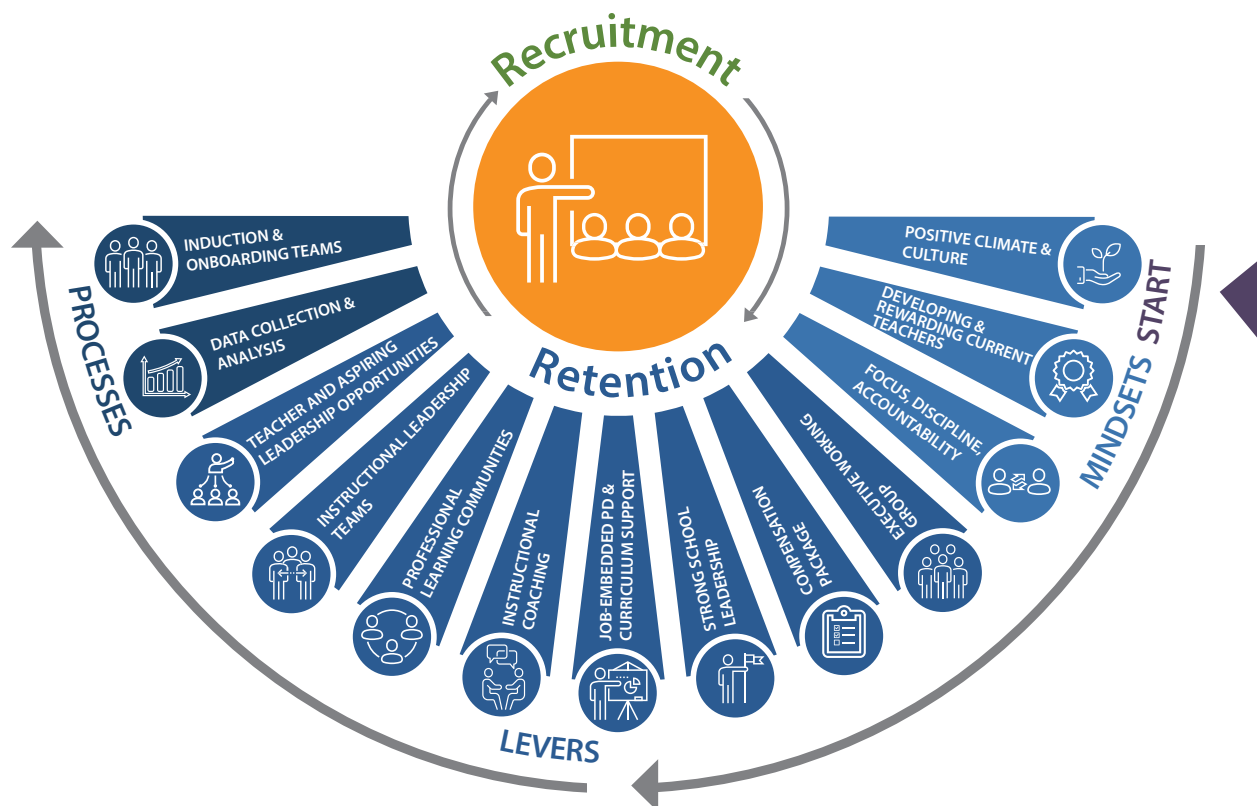 Recruitment
Retention
START
MINDSETS
POSITIVE CLIMATE &
CULTURE
DEVELOPING &
REWARDING CURRENT
TEACHERS
FOCUS, DISCIPLINE,
ACCOUNTABILITY
EXECUTIVE WORKING
GROUP
COMPENSATION
PACKAGE
STRONG SCHOOL
LEADERSHIP
JOB-EMBEDDED PD &
CURRICULUM SUPPORT
INSTRUCTIONAL
COACHING
PROFESSIONAL
LEARNING COMMUNITIES
INSTRUCTIONAL LEADERSHIP
TEAMS
TEACHER AND ASPIRING
LEADERSHIP OPPORTUNITIES
LEVERS
DATA COLLECTION &
ANALYSIS
INDUCTION &
ONBOARDING TEAMS
PROCESSES